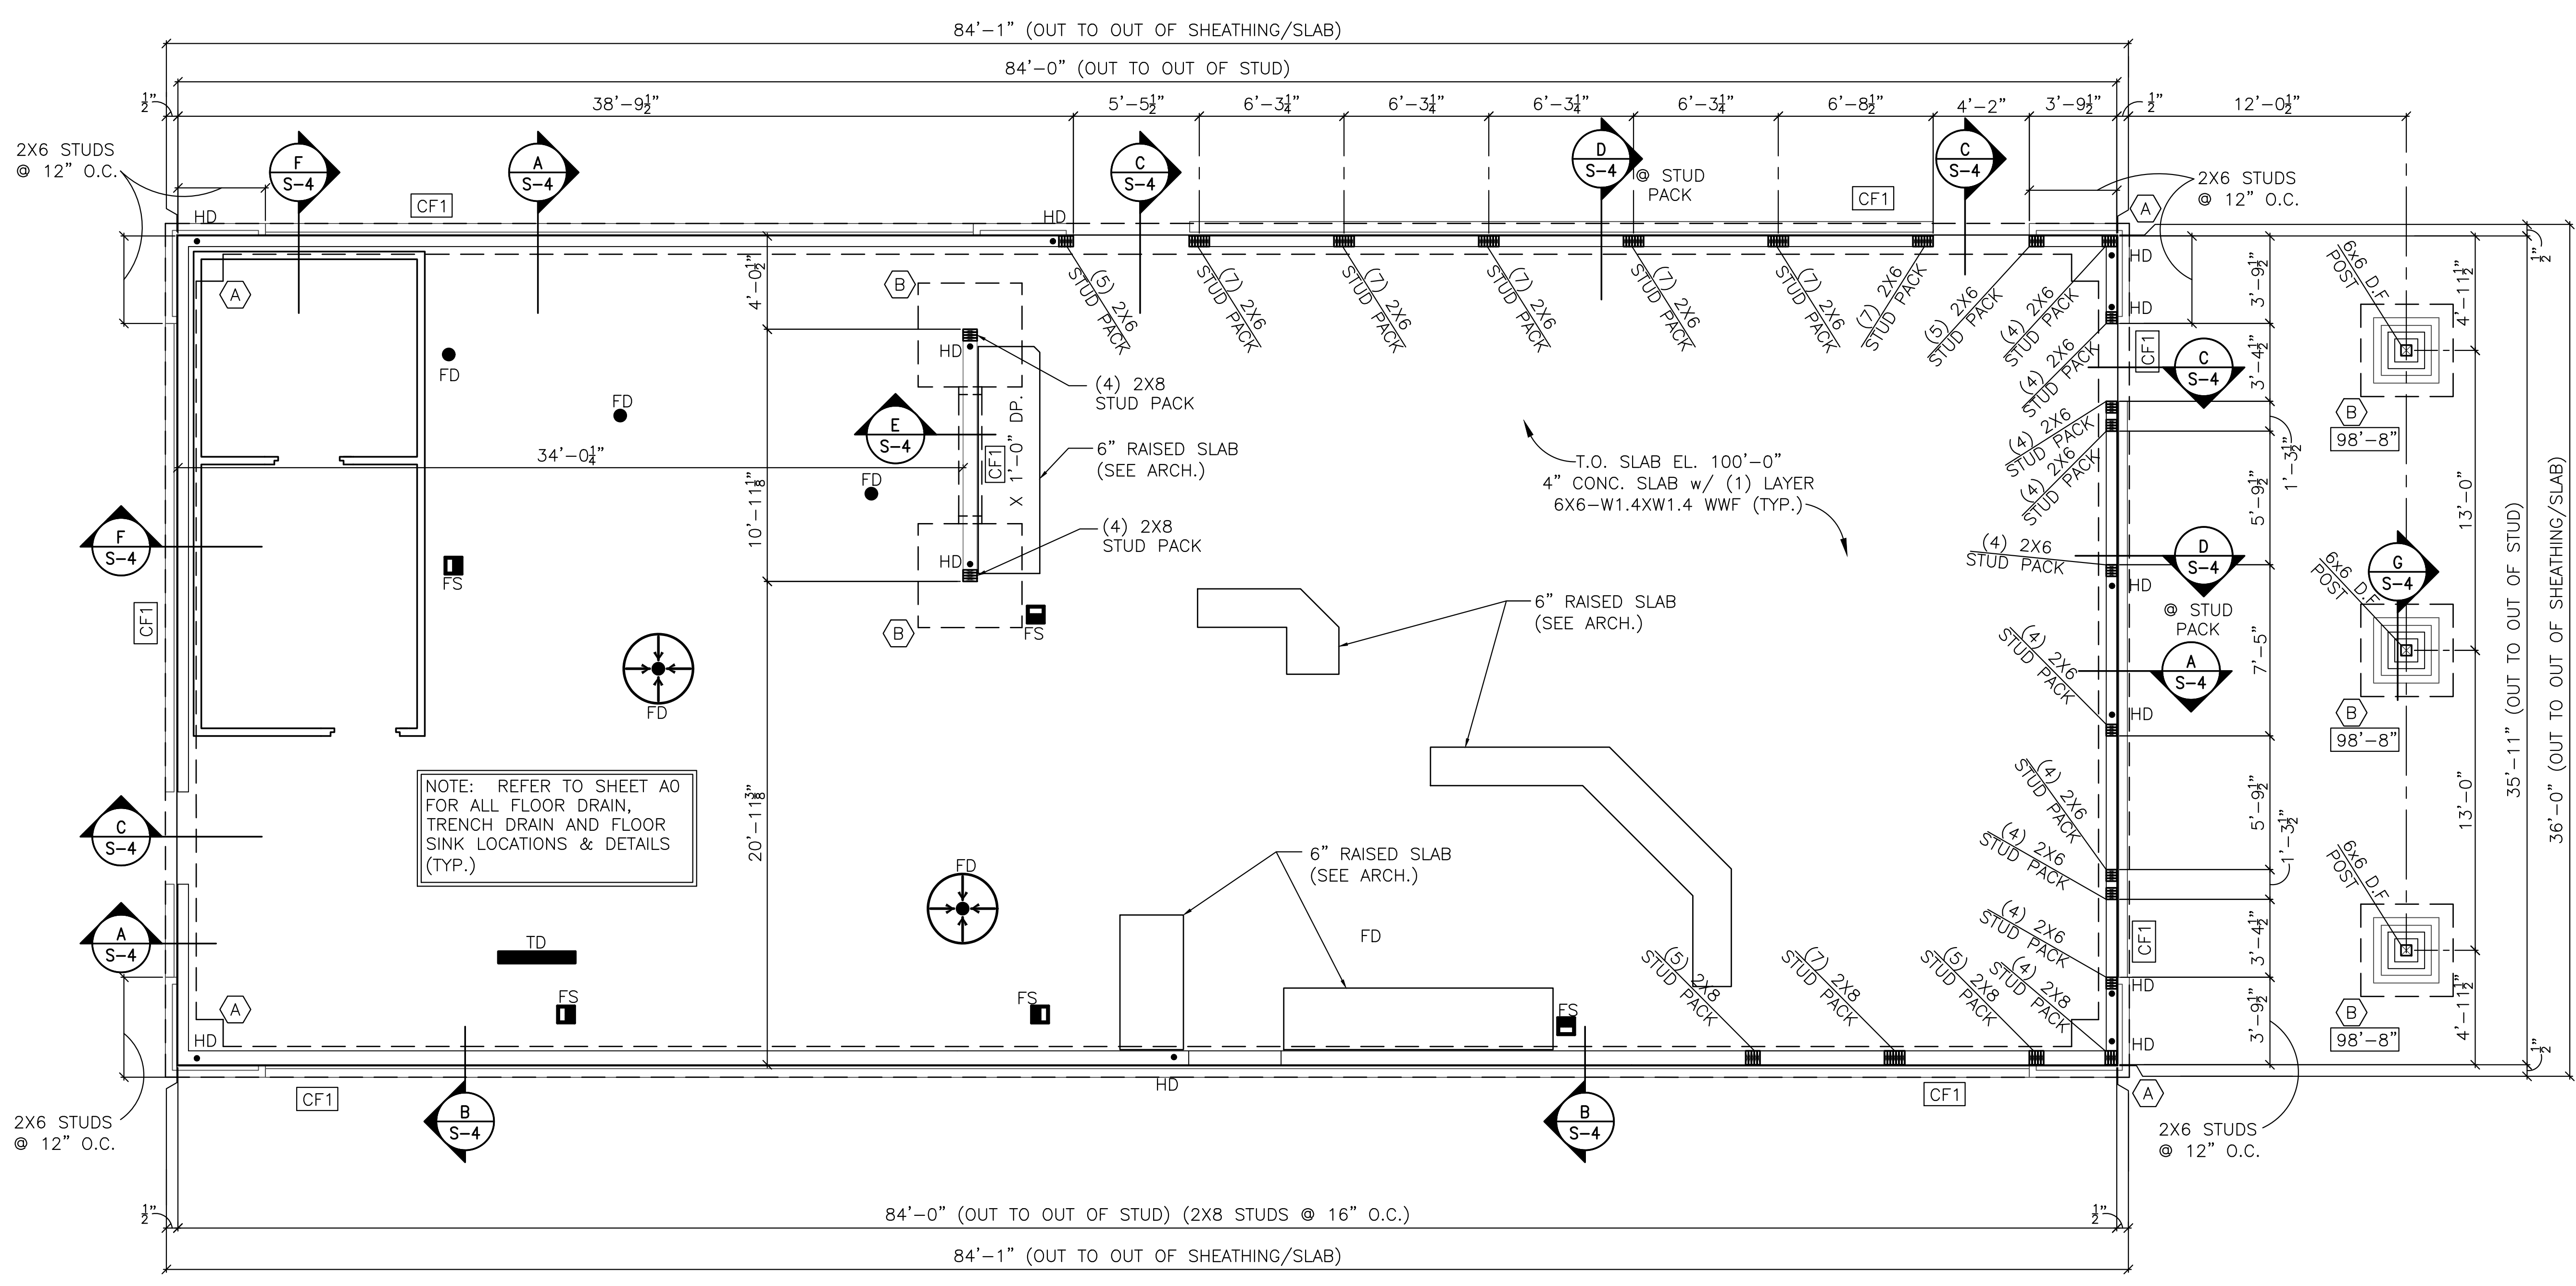 84'-1" (OUT TO OUT OF SHEATHING/SLAB)
84'-0" (OUT TO OUT OF STUD)
1/2"
38'-9 1/2"
5'-5 1/2"
6'-3 1/4"
6'-3 1/4"
6'-3 1/4"
6'-3 1/4"
6'-8 1/2"
4'-2"
3'-9 1/2"
1/2"
12'-0 1/2"
2X6 STUDS
@ 12" O.C.
F
S-4
A
S-4
C
S-4
D
S-4
@ STUD
PACK
C
S-4
2X6 STUDS
@ 12" O.C.
CF1
CF1
HD
HD
A
A
HD
HD
(5) 2X6
STUD PACK
(7) 2X6
STUD PACK
(7) 2X6
STUD PACK
(7) 2X6
STUD PACK
(7) 2X6
STUD PACK
(7) 2X6
STUD PACK
(7) 2X6
STUD PACK
(5) 2X6
STUD PACK
(4) 2X6
STUD PACK
(4) 2X6
STUD PACK
(4) 2X6
STUD PACK
(4) 2X6
STUD PACK
4'-0 1/2"
B
HD
FD
FD
FD
34'-0 1/4"
10'-11 1/8"
E
S-4
CF1
X 1'-0" DP.
(4) 2X8
STUD PACK
6" RAISED SLAB
(SEE ARCH.)
(4) 2X8
STUD PACK
HD
B
FS
FS
T.O. SLAB EL. 100'-0"
4" CONC. SLAB w/ (1) LAYER
6X6-W1.4XW1.4 WWF (TYP.)
CF1
C
S-4
3'-9 1/2"
3'-4 1/2"
1'-3 1/2"
5'-9 1/2"
7'-5"
5'-9 1/2"
1'-3 1/2"
3'-4 1/2"
3'-9 1/2"
6x6 D.F
POST
B
98'-8"
4'-11 1/2"
13'-0"
13'-0"
4'-11 1/2"
1/2"
35'-11" (OUT TO OUT OF STUD)
36'-0" (OUT TO OUT OF SHEATHING/SLAB)
1/2"
F
S-4
CF1
C
S-4
A
S-4
(4) 2X6
STUD PACK
HD
D
S-4
@ STUD
PACK
G
S-4
6x6 D.F
POST
B
98'-8"
A
S-4
(4) 2X6
STUD PACK
HD
(4) 2X6
STUD PACK
(4) 2X6
STUD PACK
(4) 2X6
STUD PACK
CF1
HD
HD
6x6 D.F
POST
B
98'-8"
6" RAISED SLAB
(SEE ARCH.)
FD
20'-11 3/8"
NOTE: REFER TO SHEET A0
FOR ALL FLOOR DRAIN,
TRENCH DRAIN AND FLOOR
SINK LOCATIONS & DETAILS
(TYP.)
FD
6" RAISED SLAB
(SEE ARCH.)
FD
TD
FS
FS
FS
(5) 2X8
STUD PACK
(7) 2X8
STUD PACK
(5) 2X8
STUD PACK
(4) 2X8
STUD PACK
A
HD
HD
CF1
CF1
A
B
S-4
B
S-4
2X6 STUDS
@ 12" O.C.
2X6 STUDS
@ 12" O.C.
1/2"
84'-0" (OUT TO OUT OF STUD) (2X8 STUDS @ 16" O.C.)
1/2"
84'-1" (OUT TO OUT OF SHEATHING/SLAB)